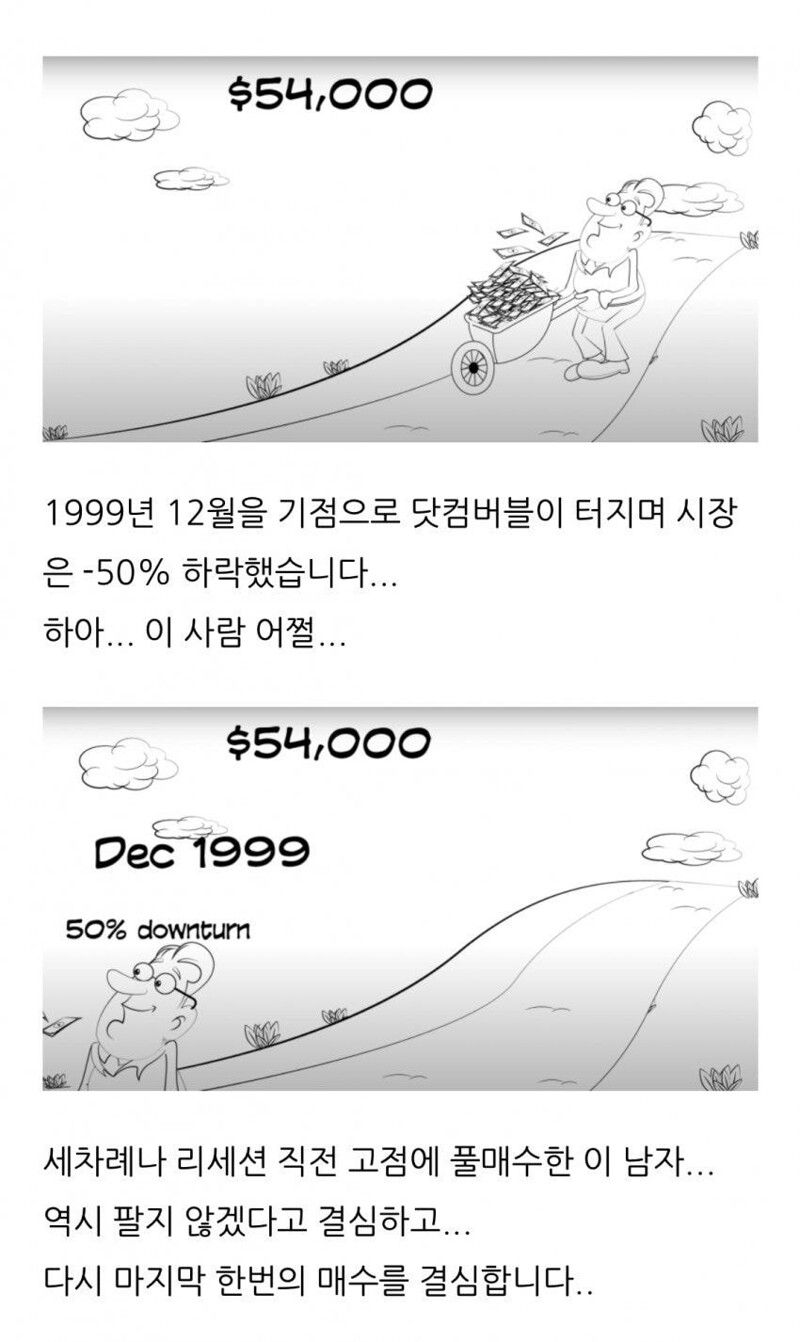 $54,000
1999년 12월을 기점으로 닷컴버블이 터지며 시장
은 -50% 하락했습니다...
하아... 이 사람 어쩔...
$54,000
Dec 1999
50% downturn
세차례나 리세션 직전 고점에 풀매수한 이 남자...
역시 팔지 않겠다고 결심하고...
다시 마지막 한번의 매수를 결심합니다..